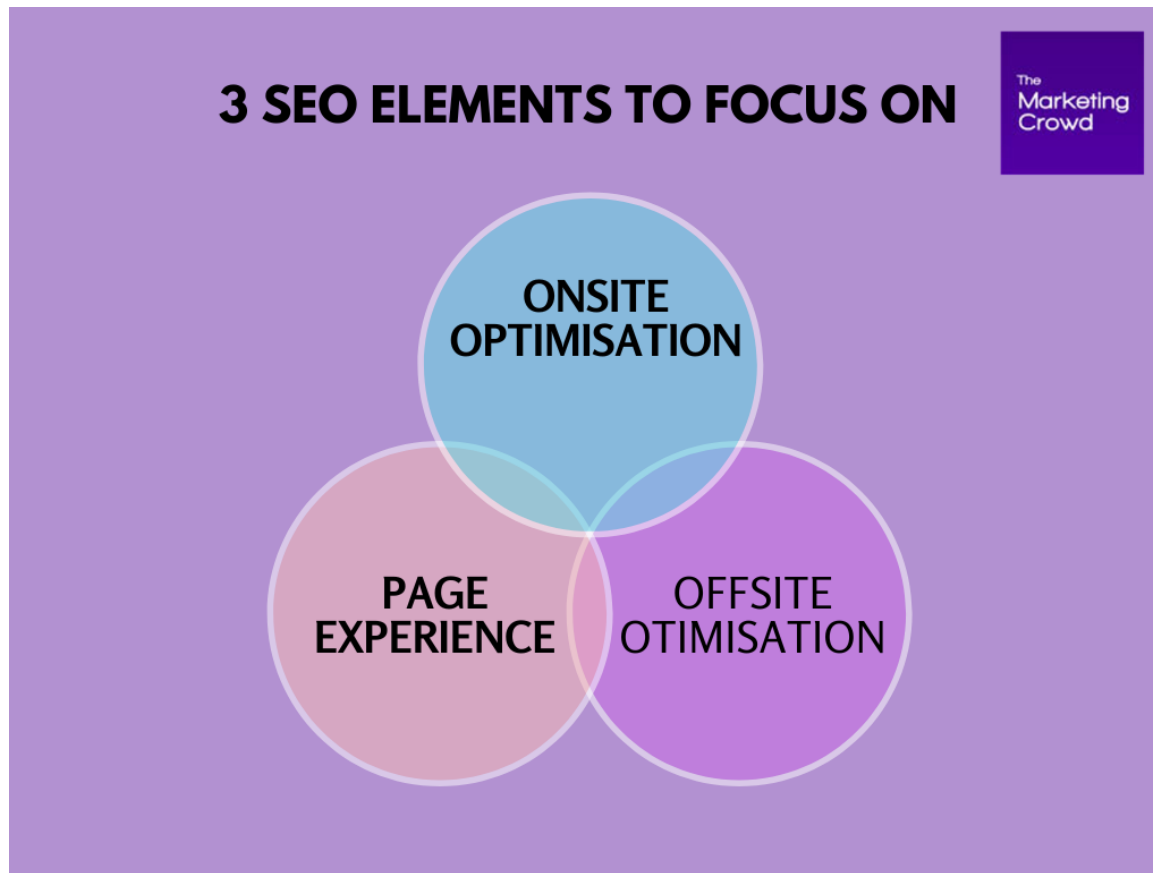 3 SEO ELEMENTS TO FOCUS ON
The
Marketing
Crowd
ONSITE
OPTIMISATION
PAGE
EXPERIENCE
OFFSITE
OTIMISATION